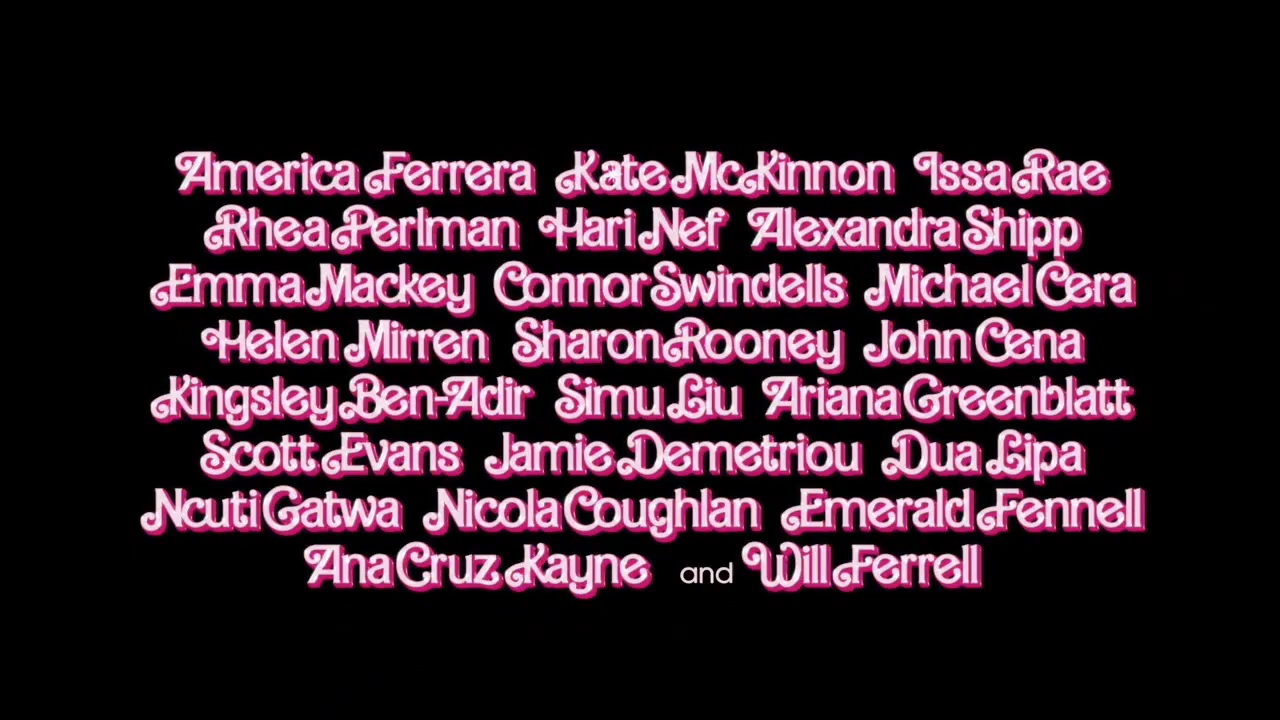 America Ferrera Kate McKinnon Issa Rae
Rhea Perlman Hari Nef Alexandra Shipp
Emma Mackey Connor Swindells Michael Cera
Helen Mirren Sharon Rooney John Cena
Kingsley Ben-Adir Simu Liu Ariana Greenblatt
Scott Evans Jamie Demetriou Dua Lipa
Ncuti Gatwa Nicola Coughlan Emerald Fennell
Ana Cruz Kayne and Will Ferrell